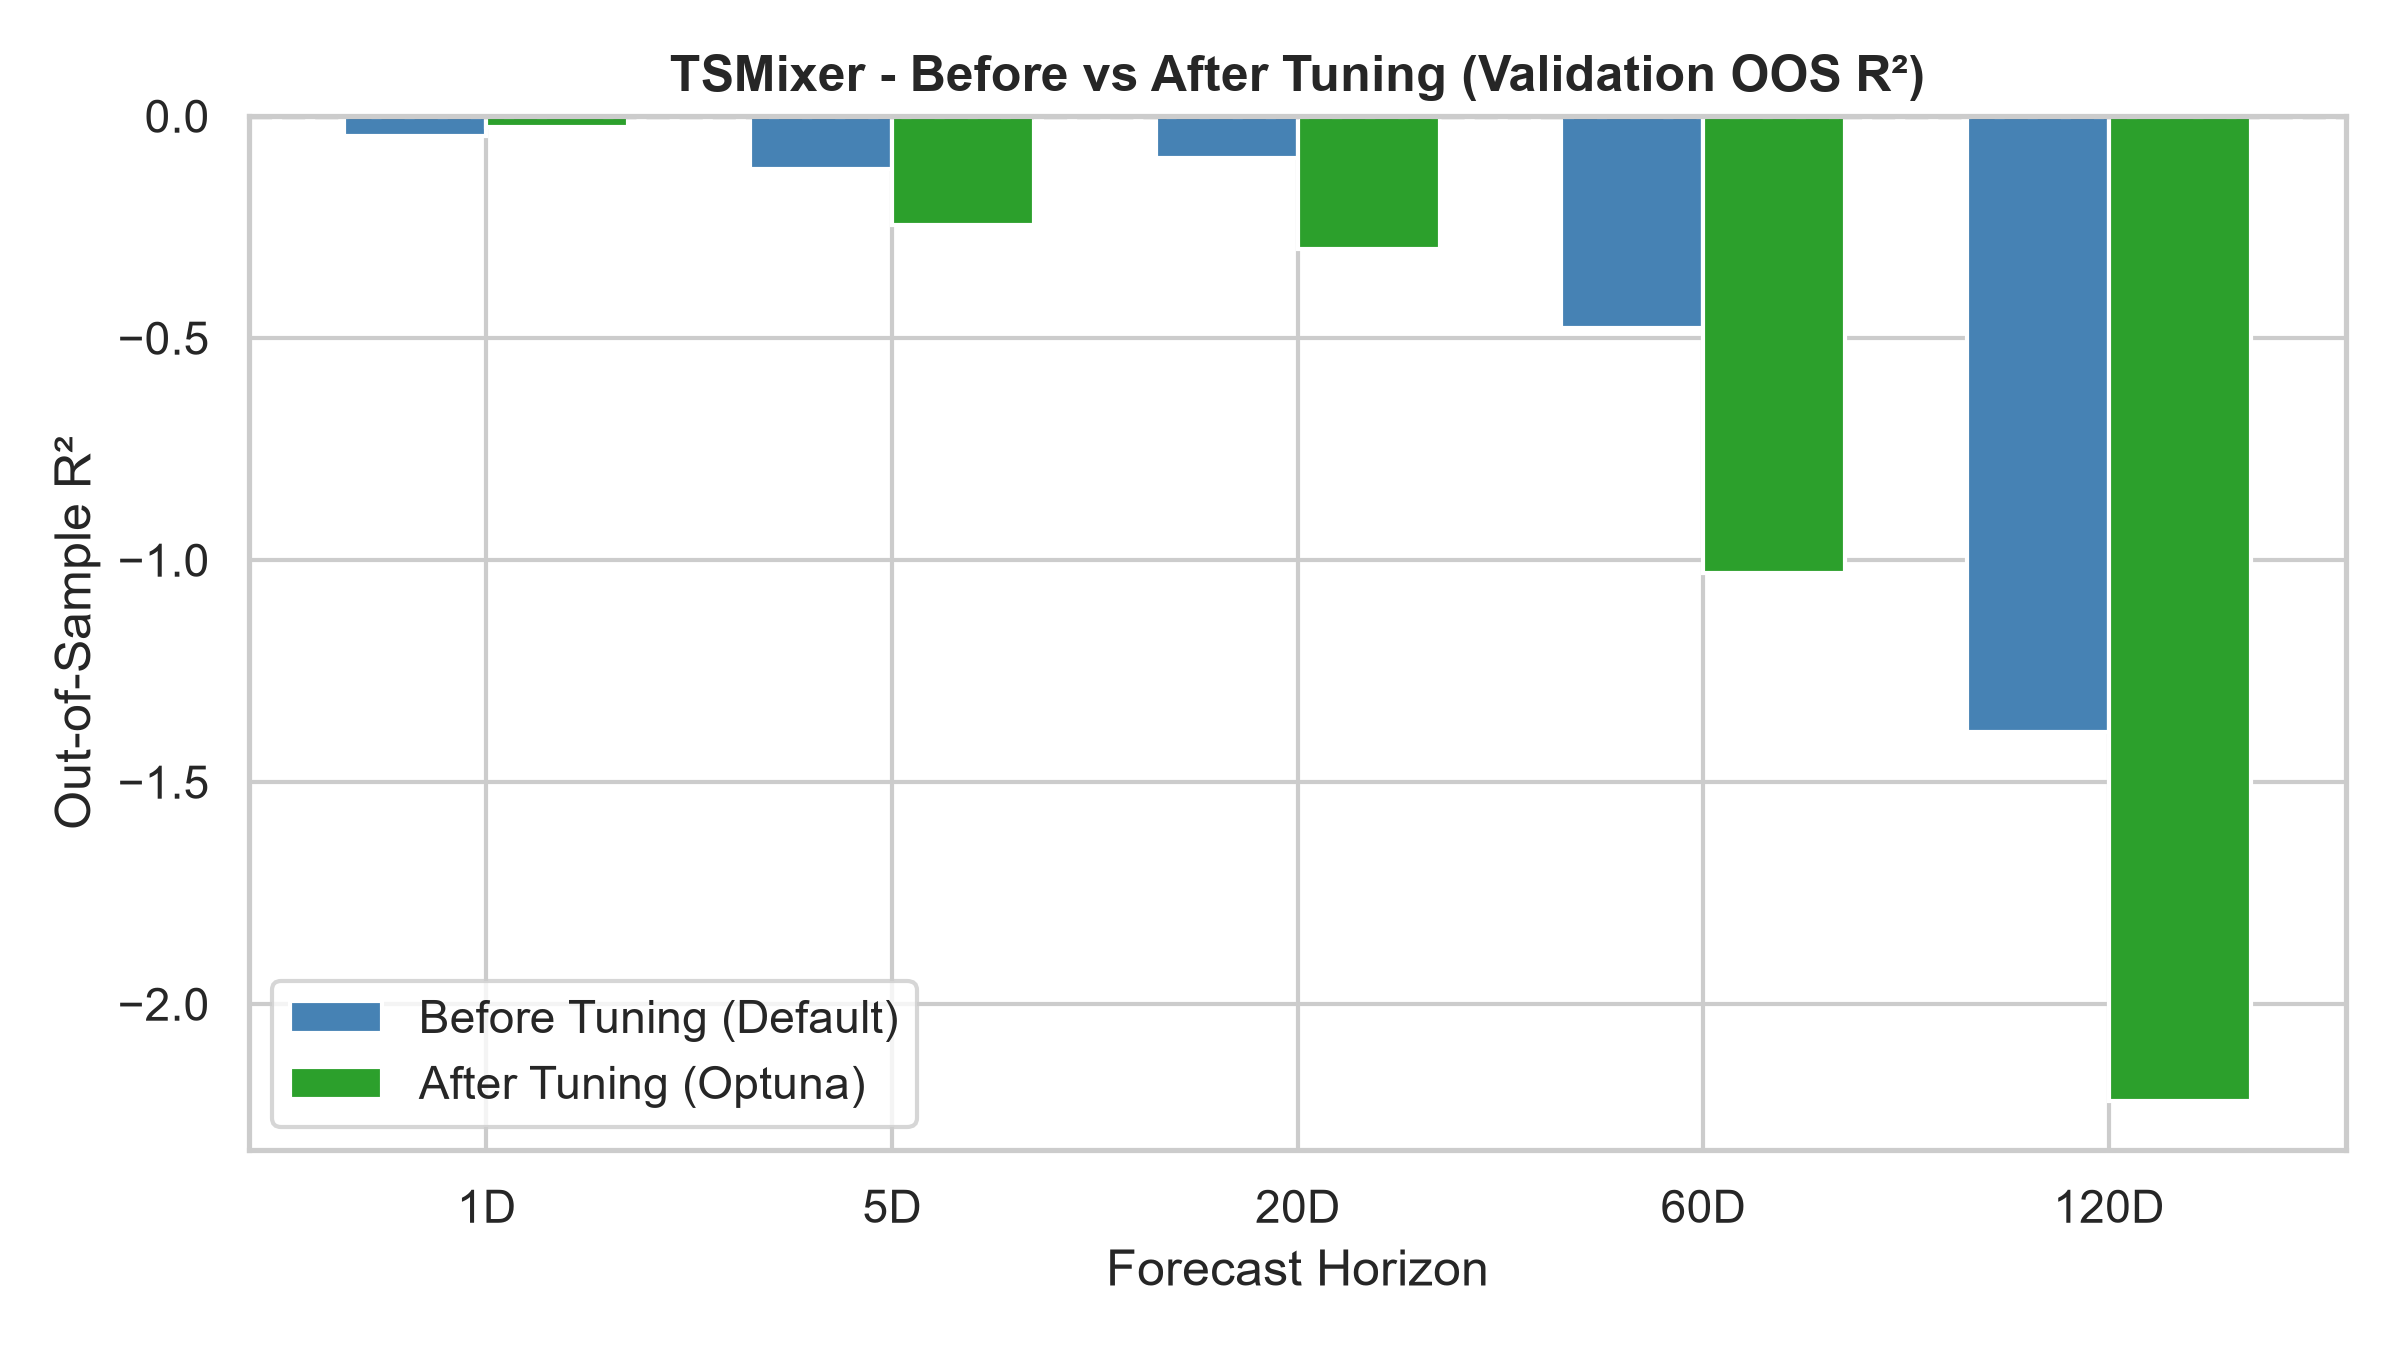 TSMixer - Before vs After Tuning (Validation OOS R²)
0.0
−0.5
−1.0
−1.5
−2.0
Out-of-Sample R²
Before Tuning (Default)
After Tuning (Optuna)
1D 5D 20D 60D 120D
Forecast Horizon